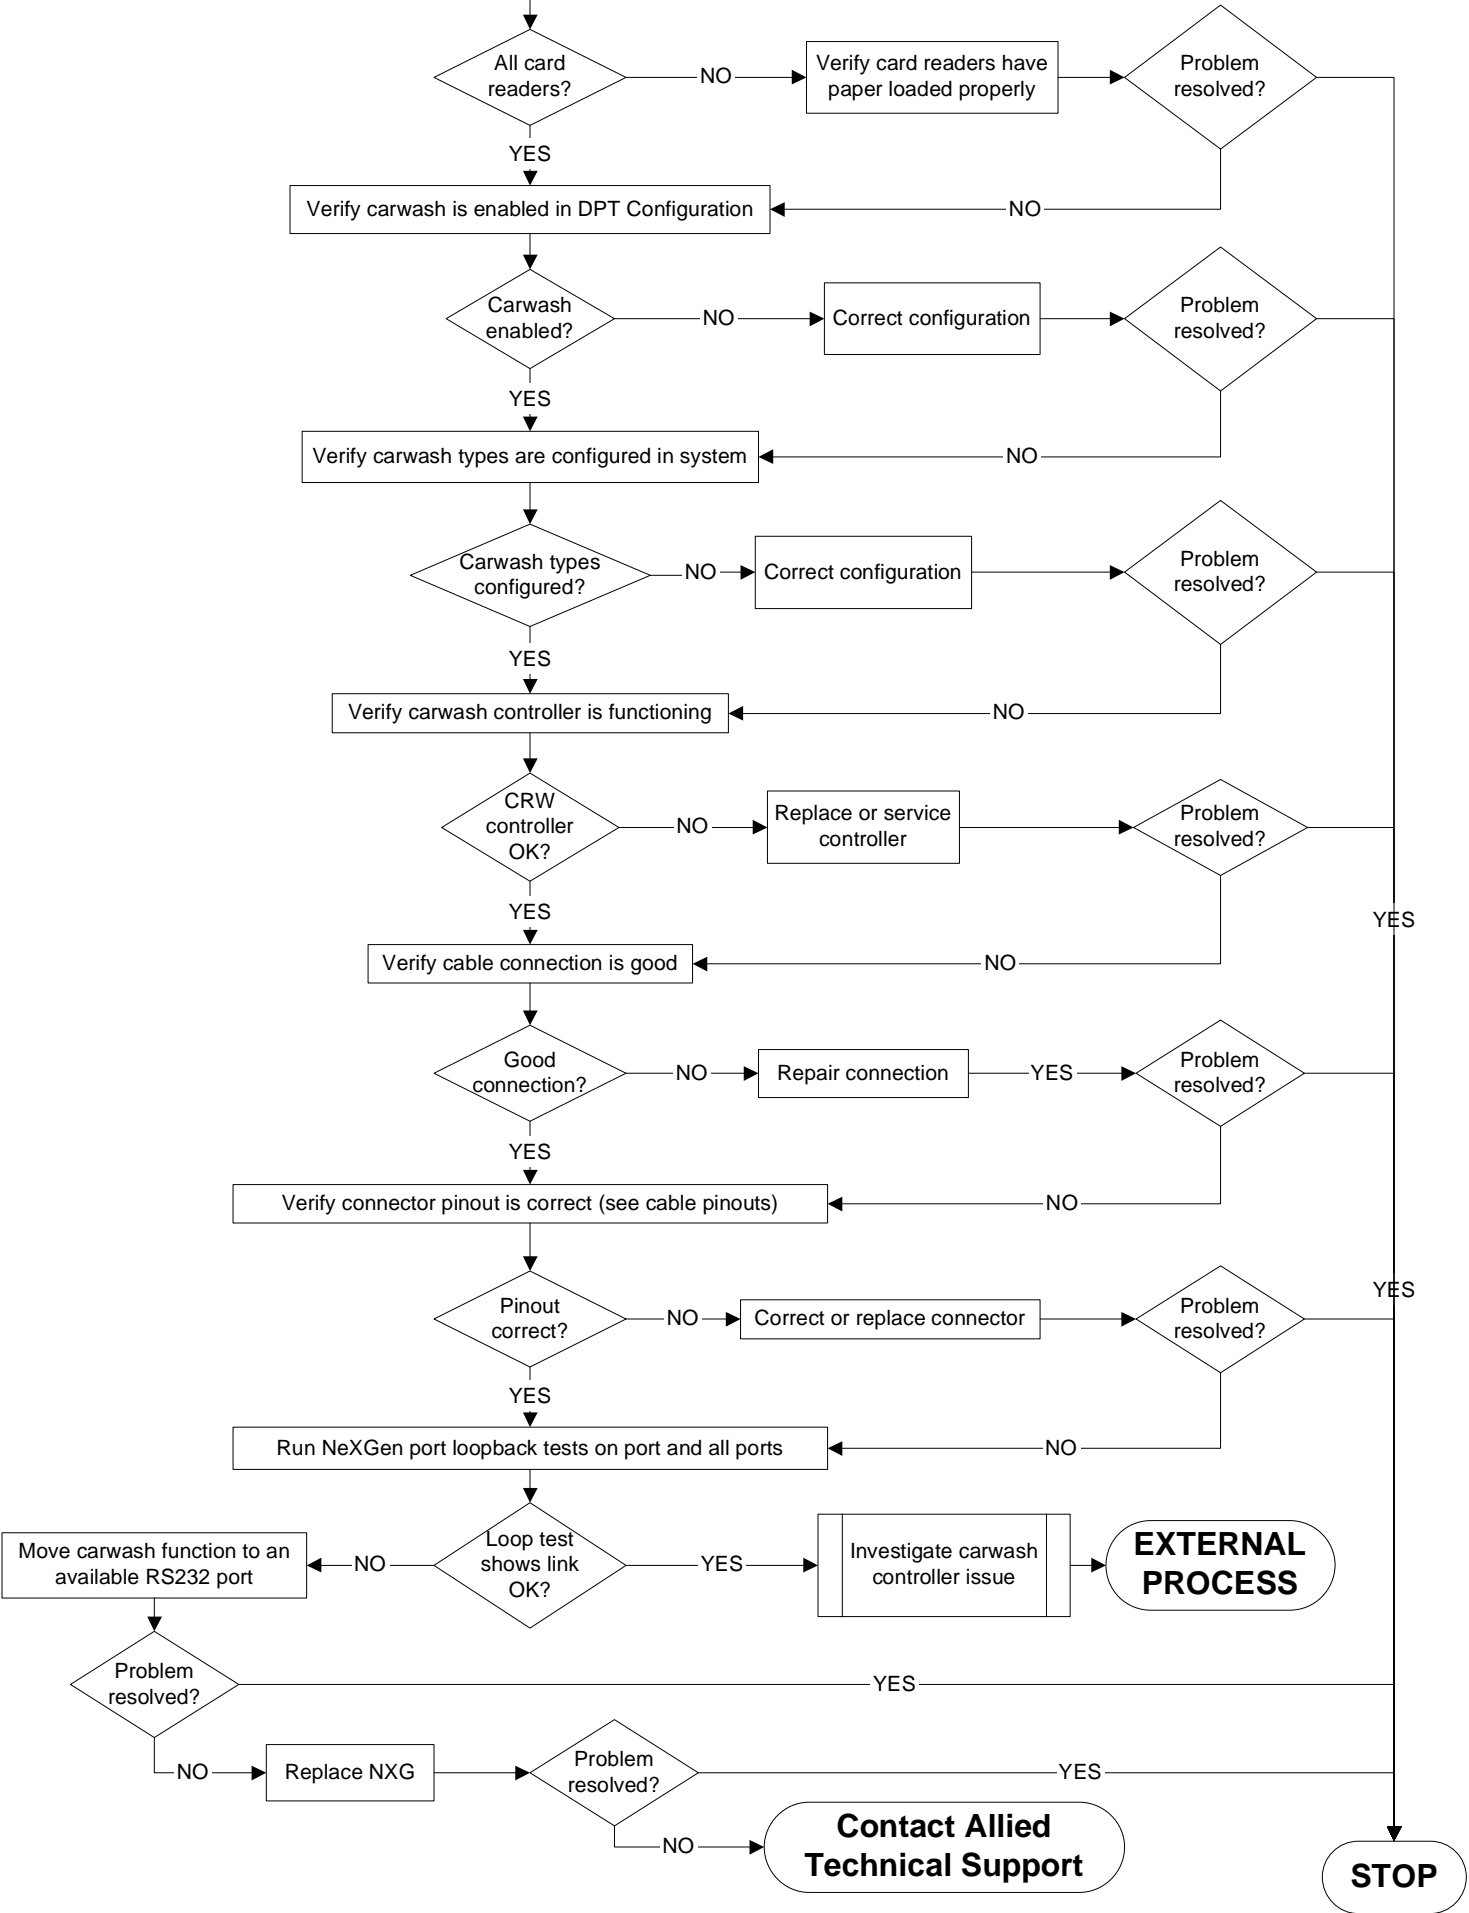 All card
readers?
NO
Verify card readers have
paper loaded properly
Problem
resolved?
YES
Verify carwash is enabled in DPT Configuration
NO
Carwash
enabled?
NO
Correct configuration
Problem
resolved?
YES
Verify carwash types are configured in system
NO
Carwash types
configured?
NO
Correct configuration
Problem
resolved?
YES
Verify carwash controller is functioning
NO
CRW
controller
OK?
NO
Replace or service
controller
Problem
resolved?
YES
YES
Verify cable connection is good
NO
Good
connection?
NO
Repair connection
YES
Problem
resolved?
YES
Verify connector pinout is correct (see cable pinouts)
NO
Pinout
correct?
NO
Correct or replace connector
Problem
resolved?
YES
YES
Run NeXGen port loopback tests on port and all ports
NO
Move carwash function to an
available RS232 port
NO
Loop test
shows link
OK?
YES
Investigate carwash
controller issue
EXTERNAL
PROCESS
Problem
resolved?
YES
NO
Replace NXG
Problem
resolved?
YES
NO
Contact Allied
Technical Support
STOP